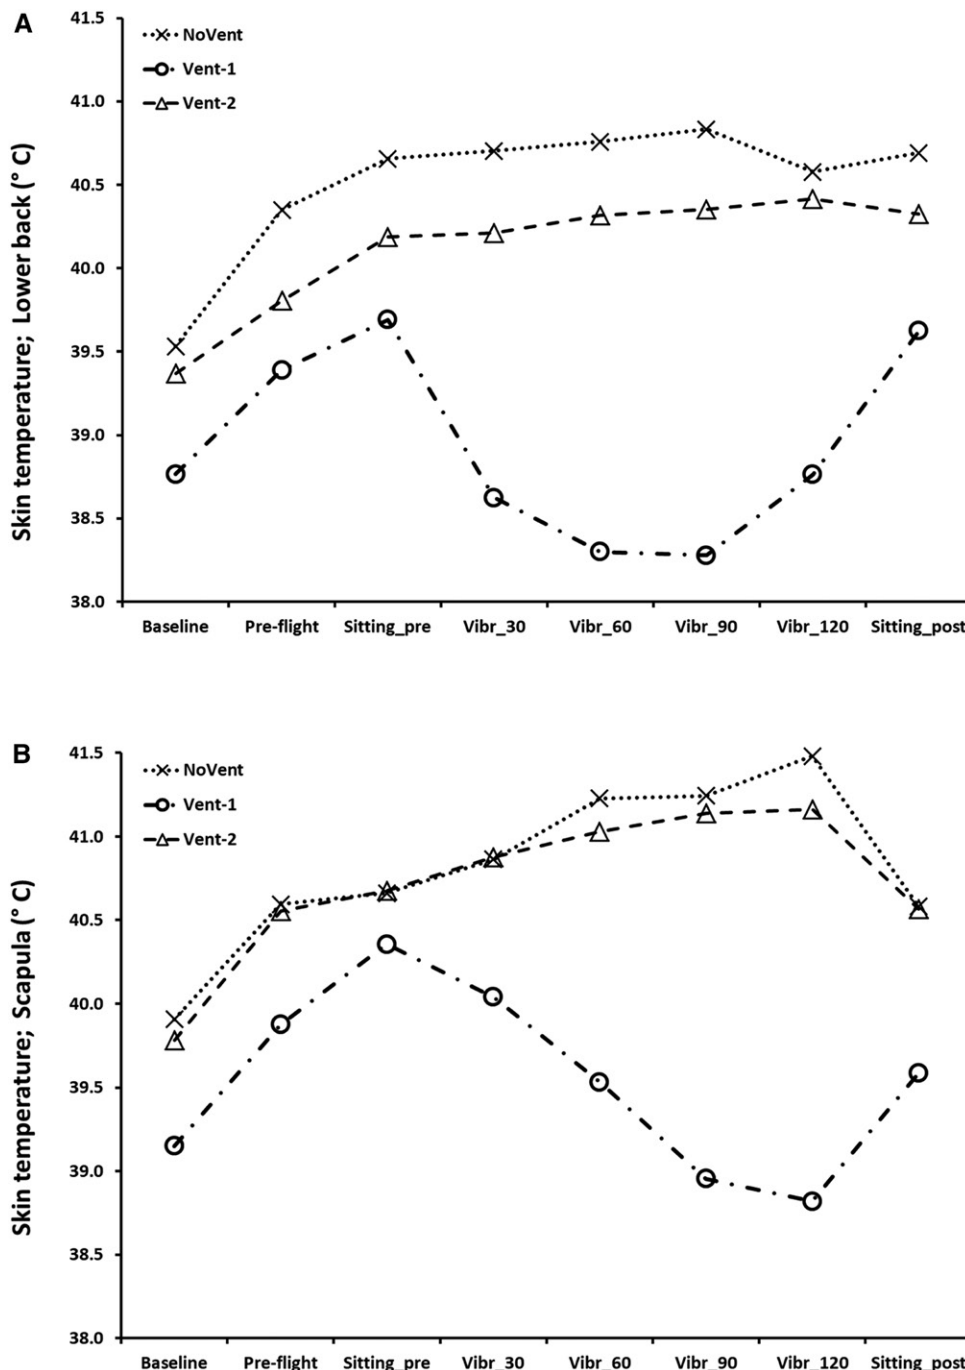 A
Skin temperature; Lower back (° C)
41.5
41.0
40.5
40.0
39.5
39.0
38.5
38.0
NoVent
Vent-1
Vent-2
Baseline Pre-flight Sitting_pre Vibr_30 Vibr_60 Vibr_90 Vibr_120 Sitting_post
B
Skin temperature; Scapula (° C)
41.5
41.0
40.5
40.0
39.5
39.0
38.5
38.0
NoVent
Vent-1
Vent-2
Baseline Pre-flight Sitting_pre Vibr_30 Vibr_60 Vibr_90 Vibr_120 Sitting_post